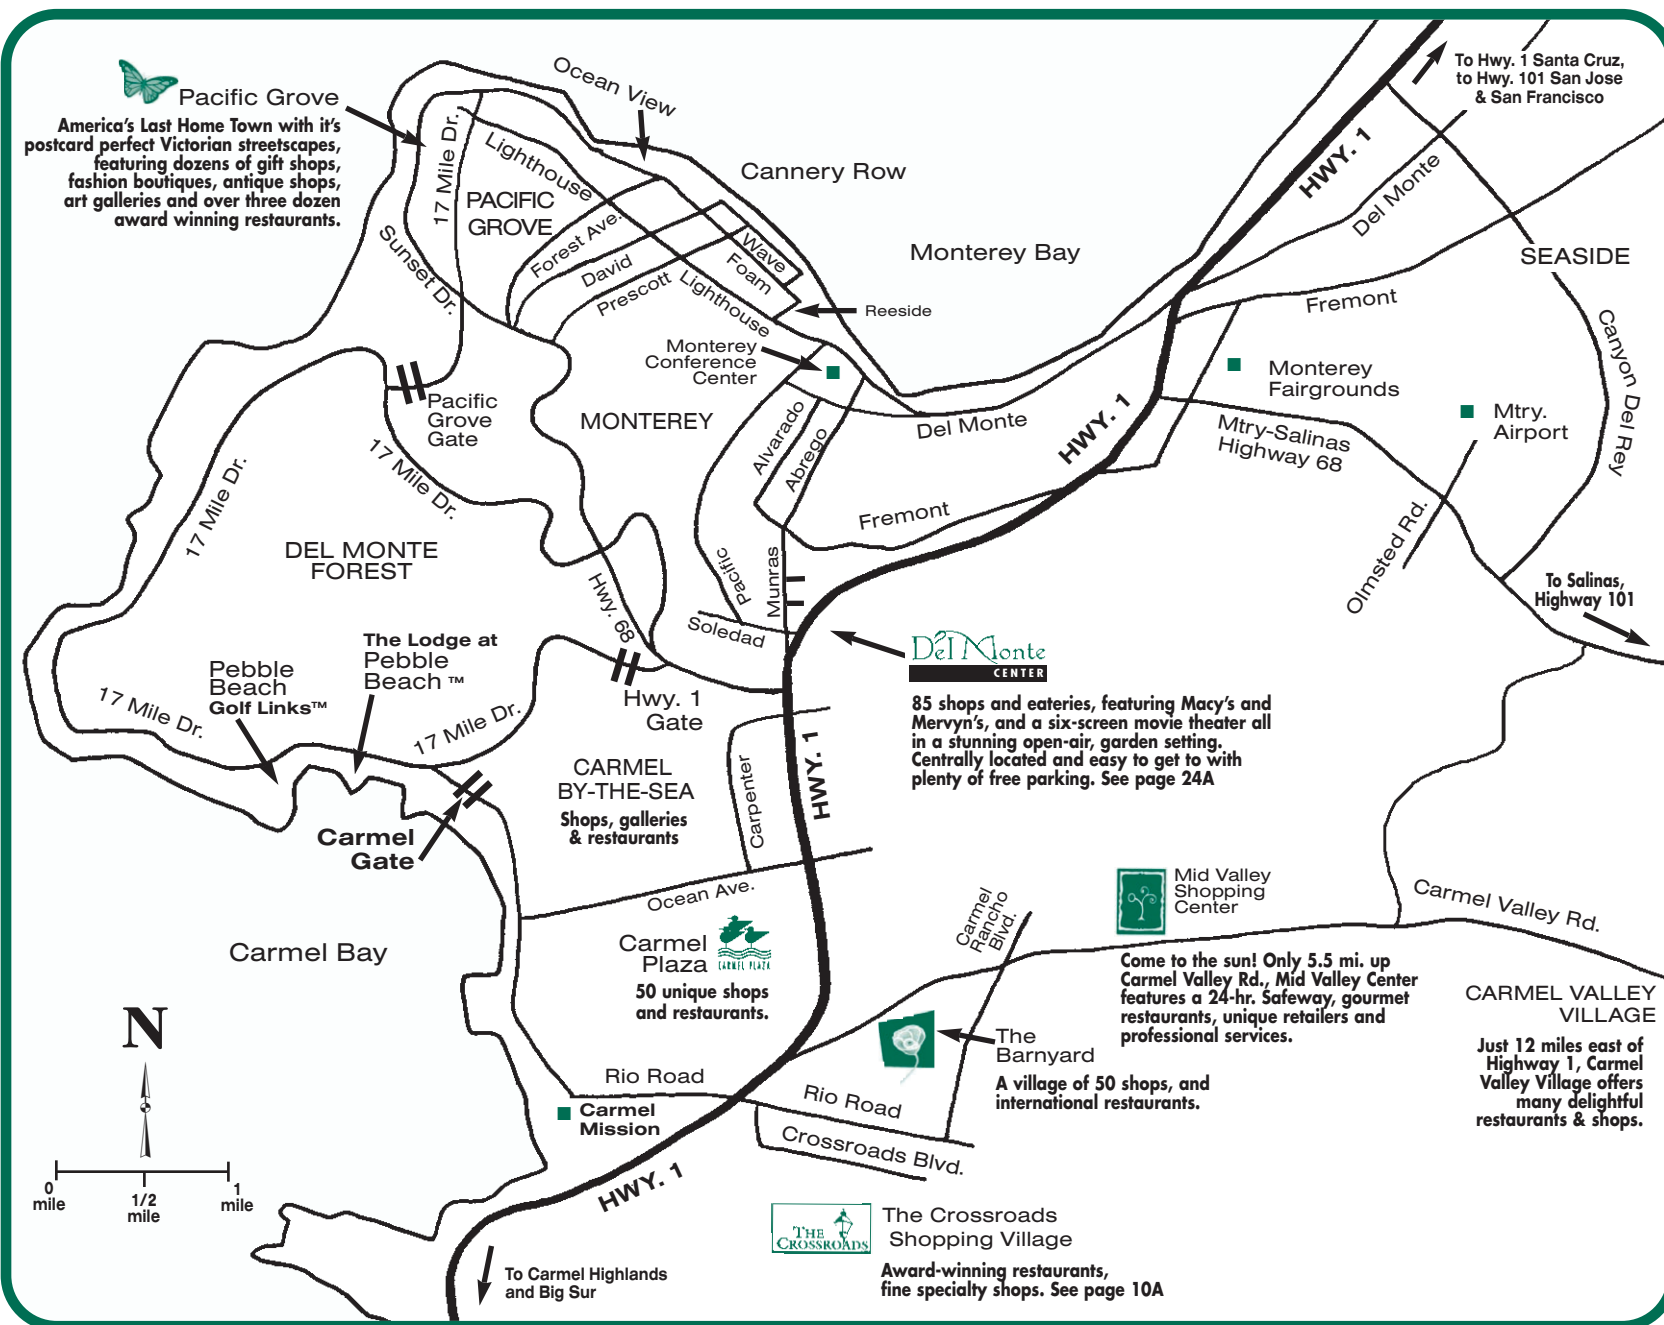 Pacific Grove
America's Last Home Town with it's
postcard perfect Victorian streetscapes,
featuring dozens of gift shops,
fashion boutiques, antique shops,
art galleries and over three dozen
award winning restaurants.
Ocean View
Cannery Row
Monterey Bay
To Hwy. 1 Santa Cruz,
to Hwy. 101 San Jose
& San Francisco
HWY. 1
Del Monte
SEASIDE
Fremont
Canyon Del Rey
17 Mile Dr.
Lighthouse
PACIFIC
GROVE
Sunset Dr.
Forest Ave.
David
Prescott
Wave
Foam
Lighthouse
Reeside
Monterey
Conference
Center
Monterey
Fairgrounds
Mtry.
Airport
Mtry-Salinas
Highway 68
Olmsted Rd.
To Salinas,
Highway 101
Pacific
Grove
Gate
MONTEREY
Alvarado
Abrego
Del Monte
HWY. 1
Fremont
17 Mile Dr.
17 Mile Dr.
DEL MONTE
FOREST
Hwy. 68
Pacific
Munras
Soledad
Del Monte
CENTER
85 shops and eateries, featuring Macy's and
Mervyn's, and a six-screen movie theater all
in a stunning open-air, garden setting.
Centrally located and easy to get to with
plenty of free parking. See page 24A
The Lodge at
Pebble
Beach ™
Pebble
Beach
Golf Links™
17 Mile Dr.
17 Mile Dr.
Hwy. 1
Gate
CARMEL
BY-THE-SEA
Shops, galleries
& restaurants
Carpenter
HWY. 1
Carmel
Gate
Ocean Ave.
Carmel Bay
Carmel
Plaza
CARMEL PLAZA
50 unique shops
and restaurants.
Carmel
Rancho
Blvd.
Mid Valley
Shopping
Center
Come to the sun! Only 5.5 mi. up
Carmel Valley Rd., Mid Valley Center
features a 24-hr. Safeway, gourmet
restaurants, unique retailers and
professional services.
Carmel Valley Rd.
CARMEL VALLEY
VILLAGE
Just 12 miles east of
Highway 1, Carmel
Valley Village offers
many delightful
restaurants & shops.
The
Barnyard
A village of 50 shops, and
international restaurants.
N
0
mile
1/2
mile
1
mile
Rio Road
Carmel
Mission
Rio Road
Crossroads Blvd.
HWY. 1
THE
CROSSROADS
The Crossroads
Shopping Village
Award-winning restaurants,
fine specialty shops. See page 10A
To Carmel Highlands
and Big Sur